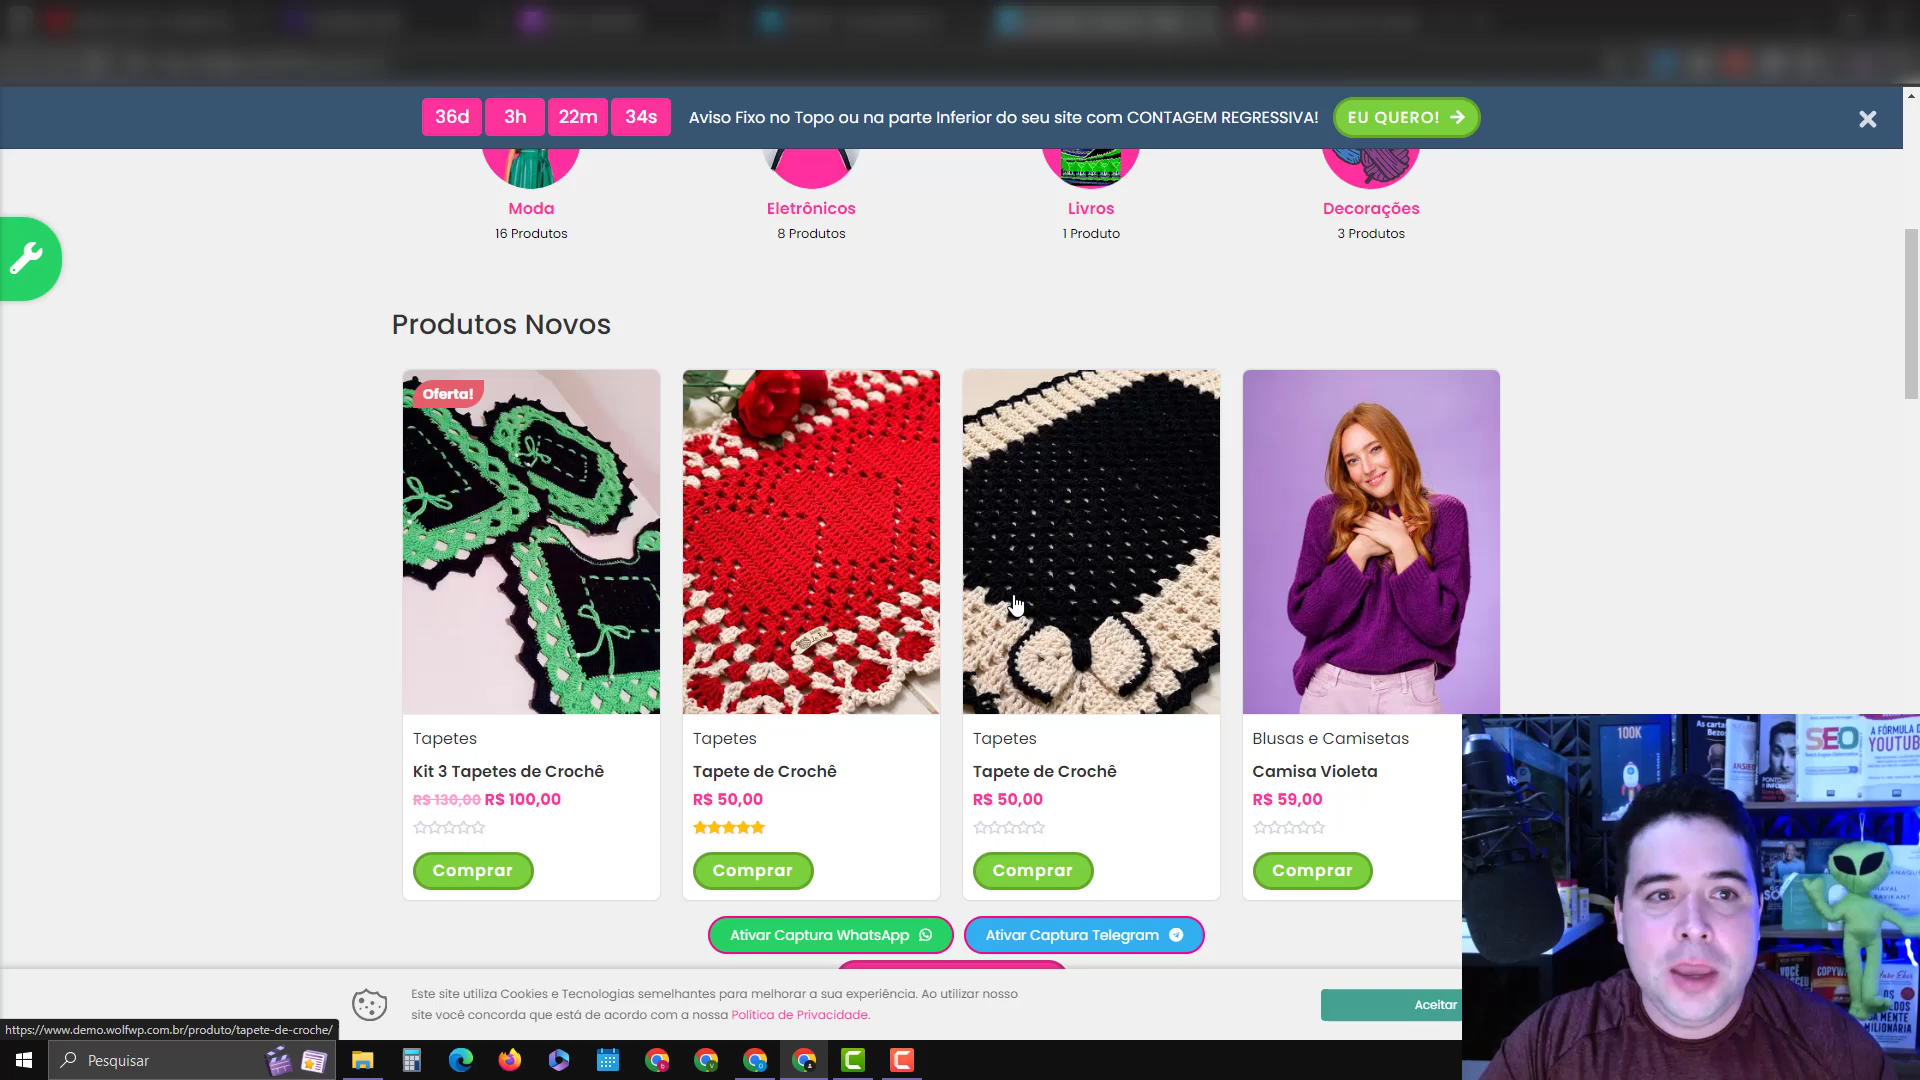 36d 3h 22m 34s Aviso Fixo no Topo ou na parte Inferior do seu site com CONTAGEM REGRESSIVA! EU QUERO!
Moda Eletrônicos Livros Decorações
16 Produtos 8 Produtos 1 Produto 3 Produtos
Produtos Novos
Oferta!
Tapetes Tapetes Tapetes Blusas e Camisetas
Kit 3 Tapetes de Crochê Tapete de Crochê Tapete de Crochê Camisa Violeta
R$ 130,00 R$ 100,00 R$ 50,00 R$ 50,00 R$ 59,00
Comprar Comprar Comprar Comprar
Ativar Captura WhatsApp Ativar Captura Telegram
Este site utiliza Cookies e Tecnologias semelhantes para melhorar a sua experiência. Ao utilizar nosso
site você concorda que está de acordo com a nossa Política de Privacidade.
Aceitar
https://www.demo.wolfwp.com.br/produto/tapete-de-croche/
Pesquisar
100K
SEO
A FÓRMULA D
YOUTUB